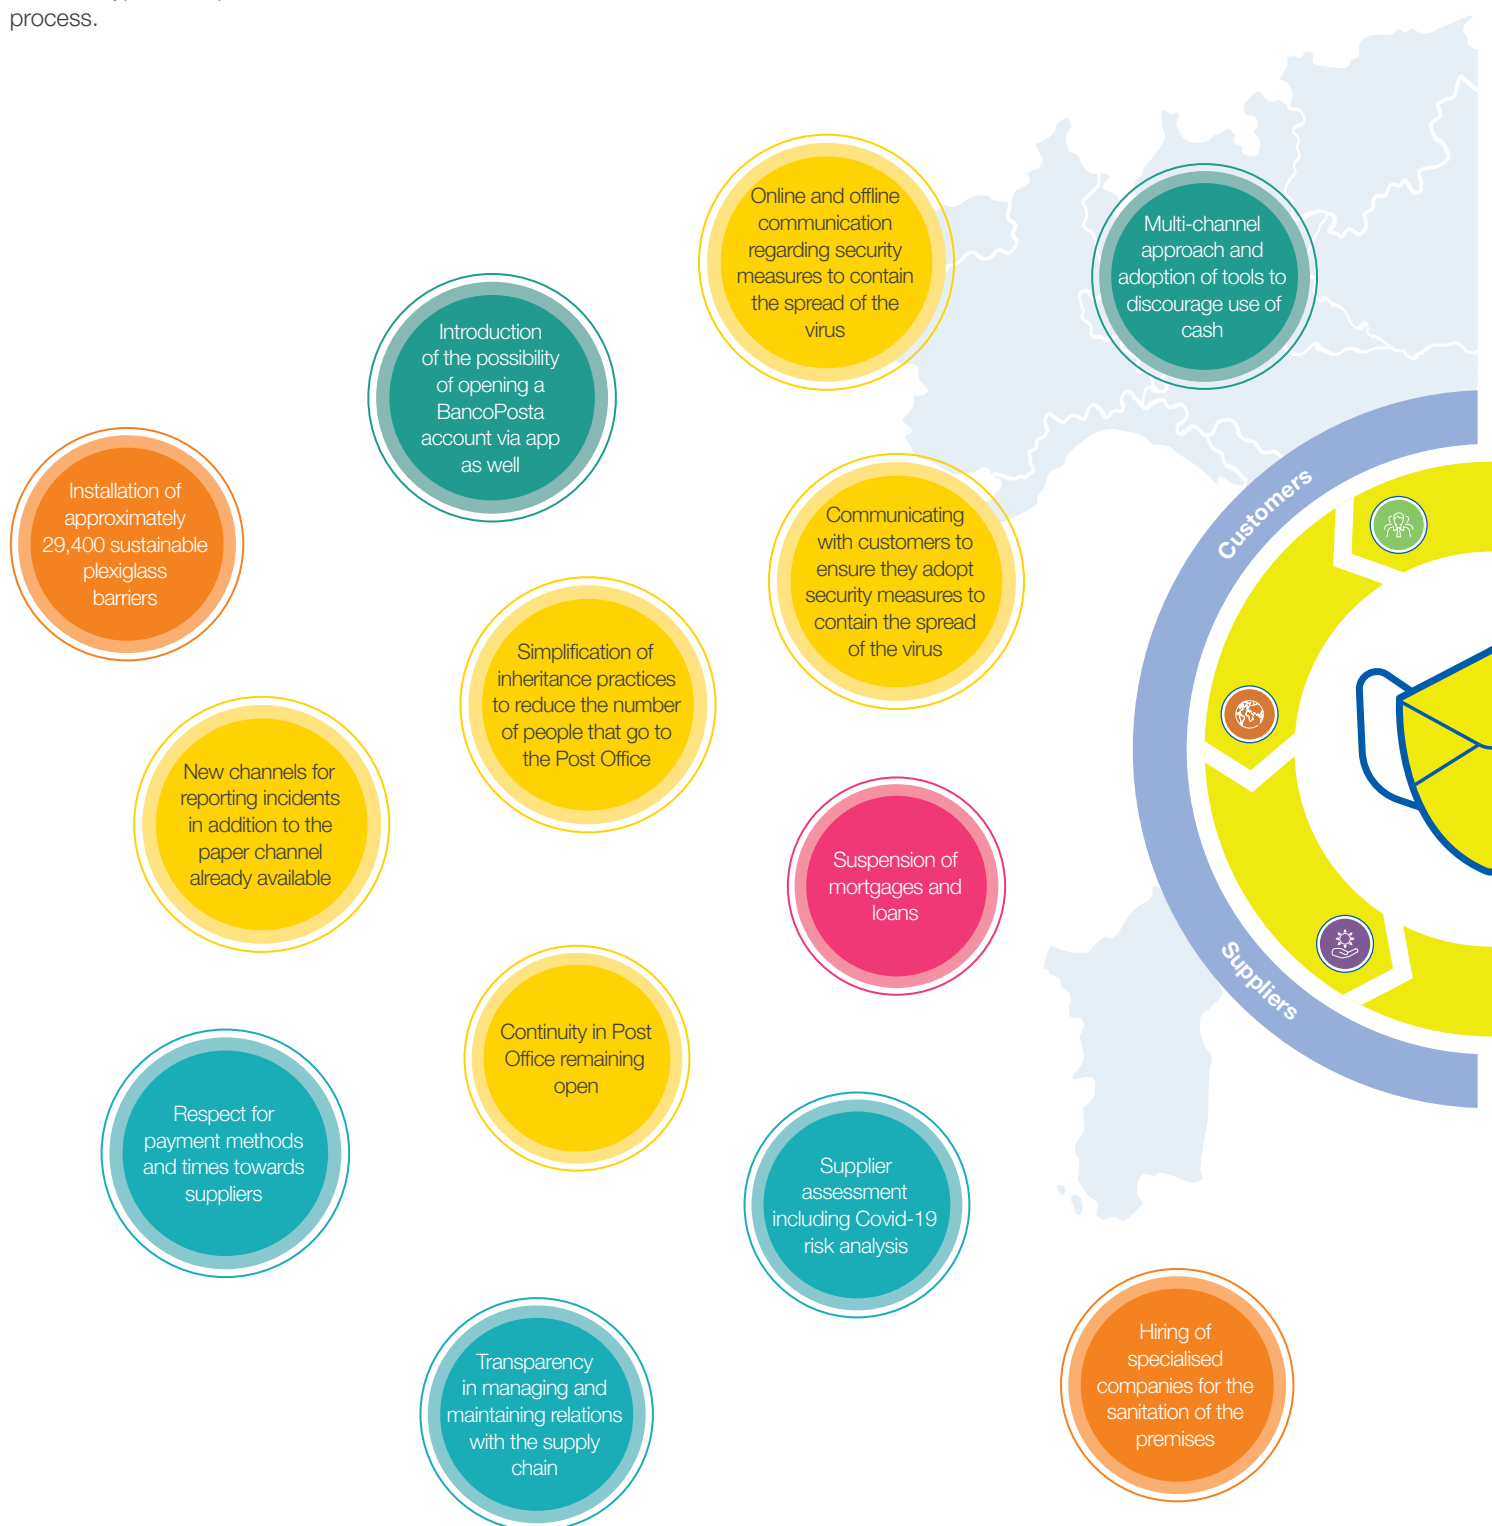 process.
Online and offline
communication
regarding security
measures to contain
the spread of the
virus
Multi-channel
approach and
adoption of tools to
discourage use of
cash
Introduction
of the possibility
of opening a
BancoPosta
account via app
as well
Installation of
approximately
29,400 sustainable
plexiglass
barriers
Communicating
with customers to
ensure they adopt
security measures to
contain the spread
of the virus
Customers
Simplification of
inheritance practices
to reduce the number
of people that go to
the Post Office
New channels for
reporting incidents
in addition to the
paper channel
already available
Suspension of
mortgages and
loans
Suppliers
Continuity in Post
Office remaining
open
Respect for
payment methods
and times towards
suppliers
Supplier
assessment
including Covid-19
risk analysis
Transparency
in managing and
maintaining relations
with the supply
chain
Hiring of
specialised
companies for the
sanitation of the
premises